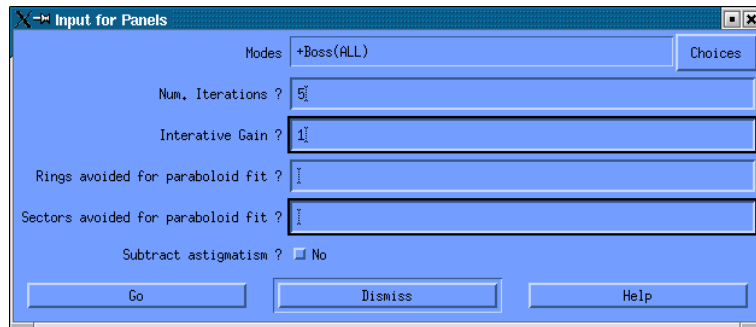 Input for Panels
Modes +Boss(ALL) Choices
Num. Iterations ? 5
Interative Gain ? 1
Rings avoided for paraboloid fit ?
Sectors avoided for paraboloid fit ?
Subtract astigmatism ? No
Go Dismiss Help